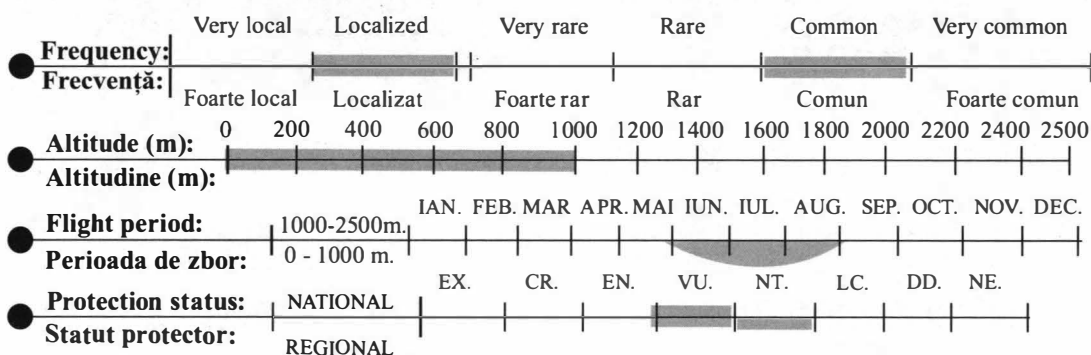 Very local Localized Very rare Rare Common Very common
Frequency:
Frecvență:
Foarte local Localizat Foarte rar Rar Comun Foarte comun
0 200 400 600 800 1000 1200 1400 1600 1800 2000 2200 2400 2500
Altitude (m):
Altitudine (m):
IAN. FEB. MAR APR. MAI IUN. IUL. AUG. SEP. OCT. NOV. DEC.
Flight period: 1000-2500m.
Perioada de zbor: 0 - 1000 m.
EX. CR. EN. VU. NT. LC. DD. NE.
Protection status: NATIONAL
Statut protector: REGIONAL